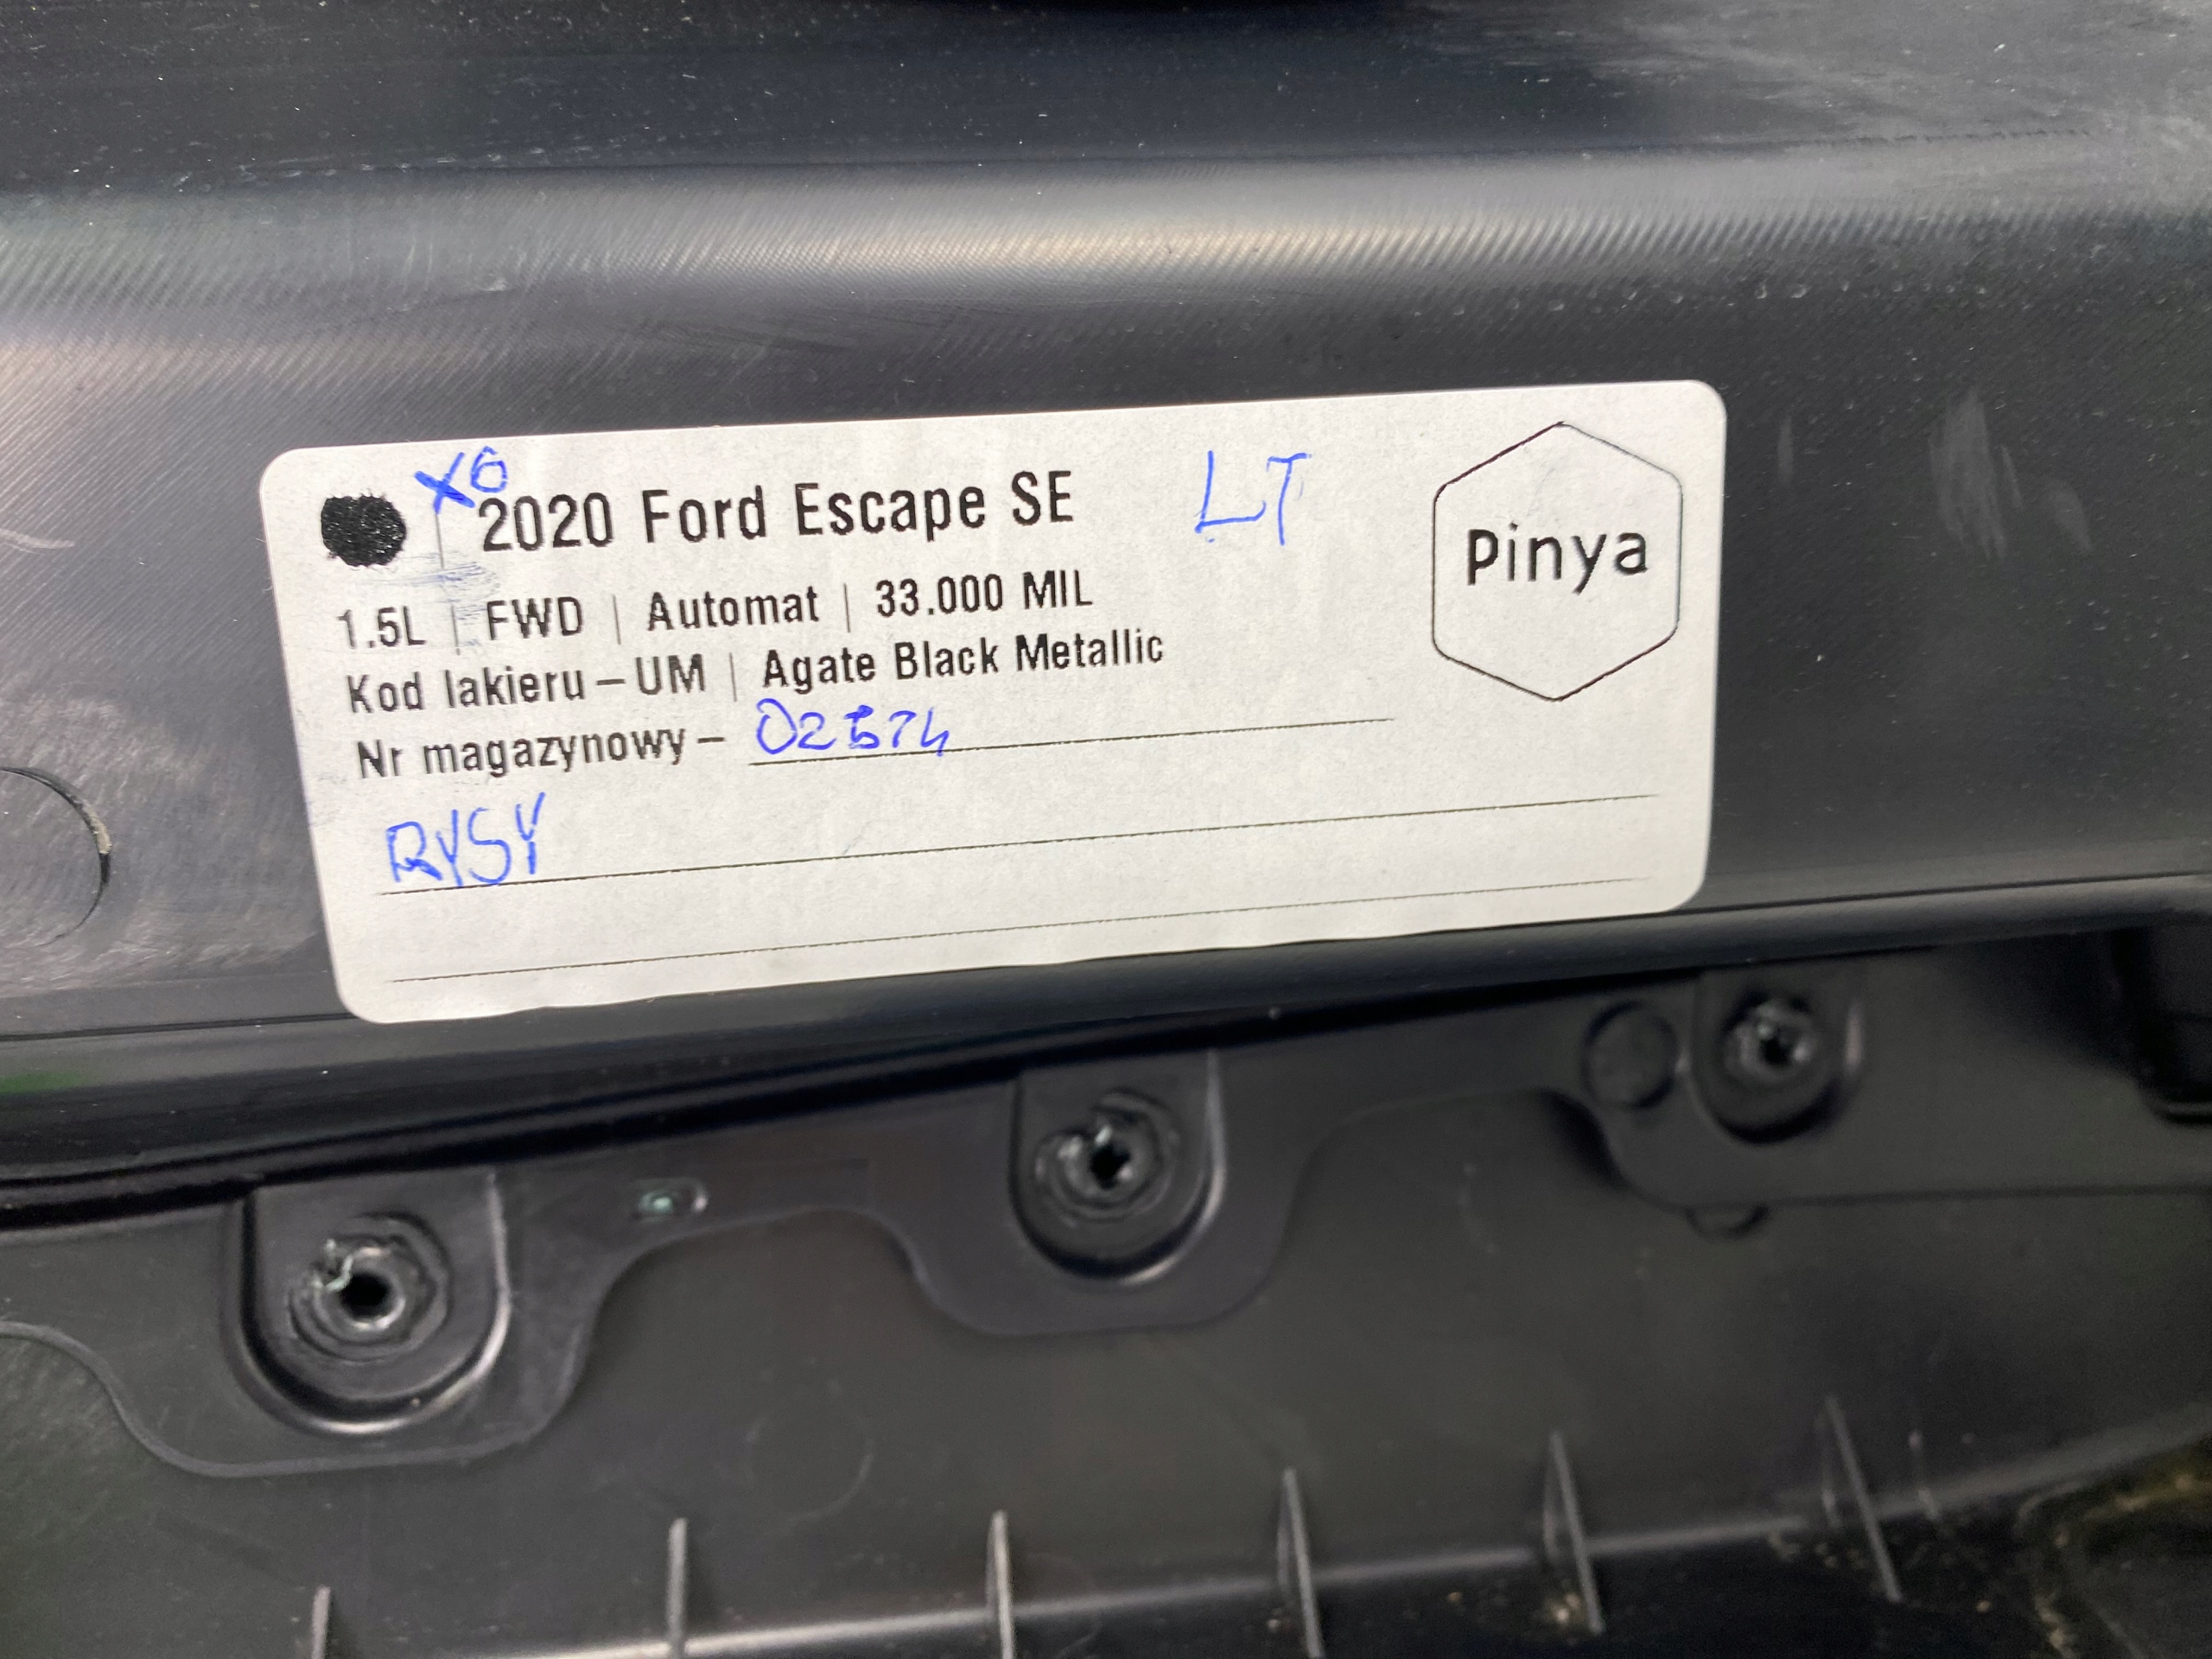 X6
2020 Ford Escape SE LT
Pinya
1.5L | FWD | Automat | 33.000 MIL
Kod lakieru – UM | Agate Black Metallic
Nr magazynowy – 02574
RYSY